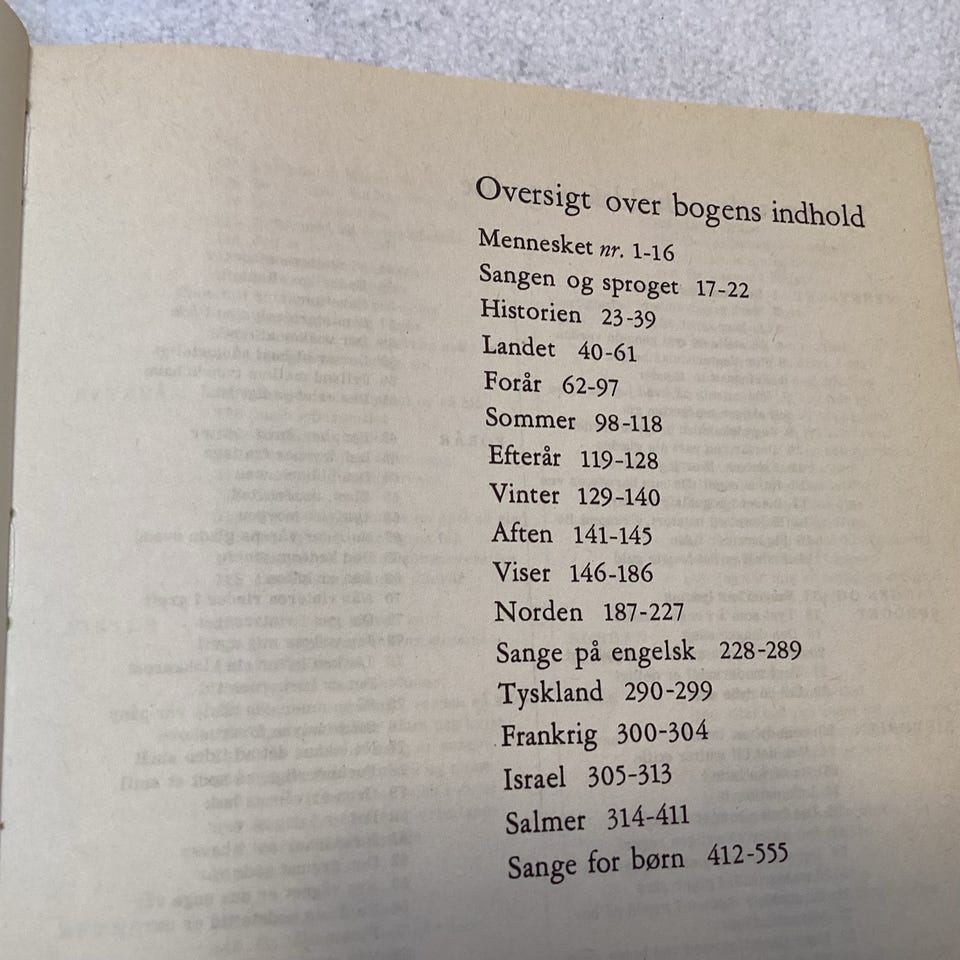 Oversigt over bogens indhold
Mennesket nr. 1-16
Sangen og sproget 17-22
Historien 23-39
Landet 40-61
Forår 62-97
Sommer 98-118
Efterår 119-128
Vinter 129-140
Aften 141-145
Viser 146-186
Norden 187-227
Sange på engelsk 228-289
Tyskland 290-299
Frankrig 300-304
Israel 305-313
Salmer 314-411
Sange for børn 412-555